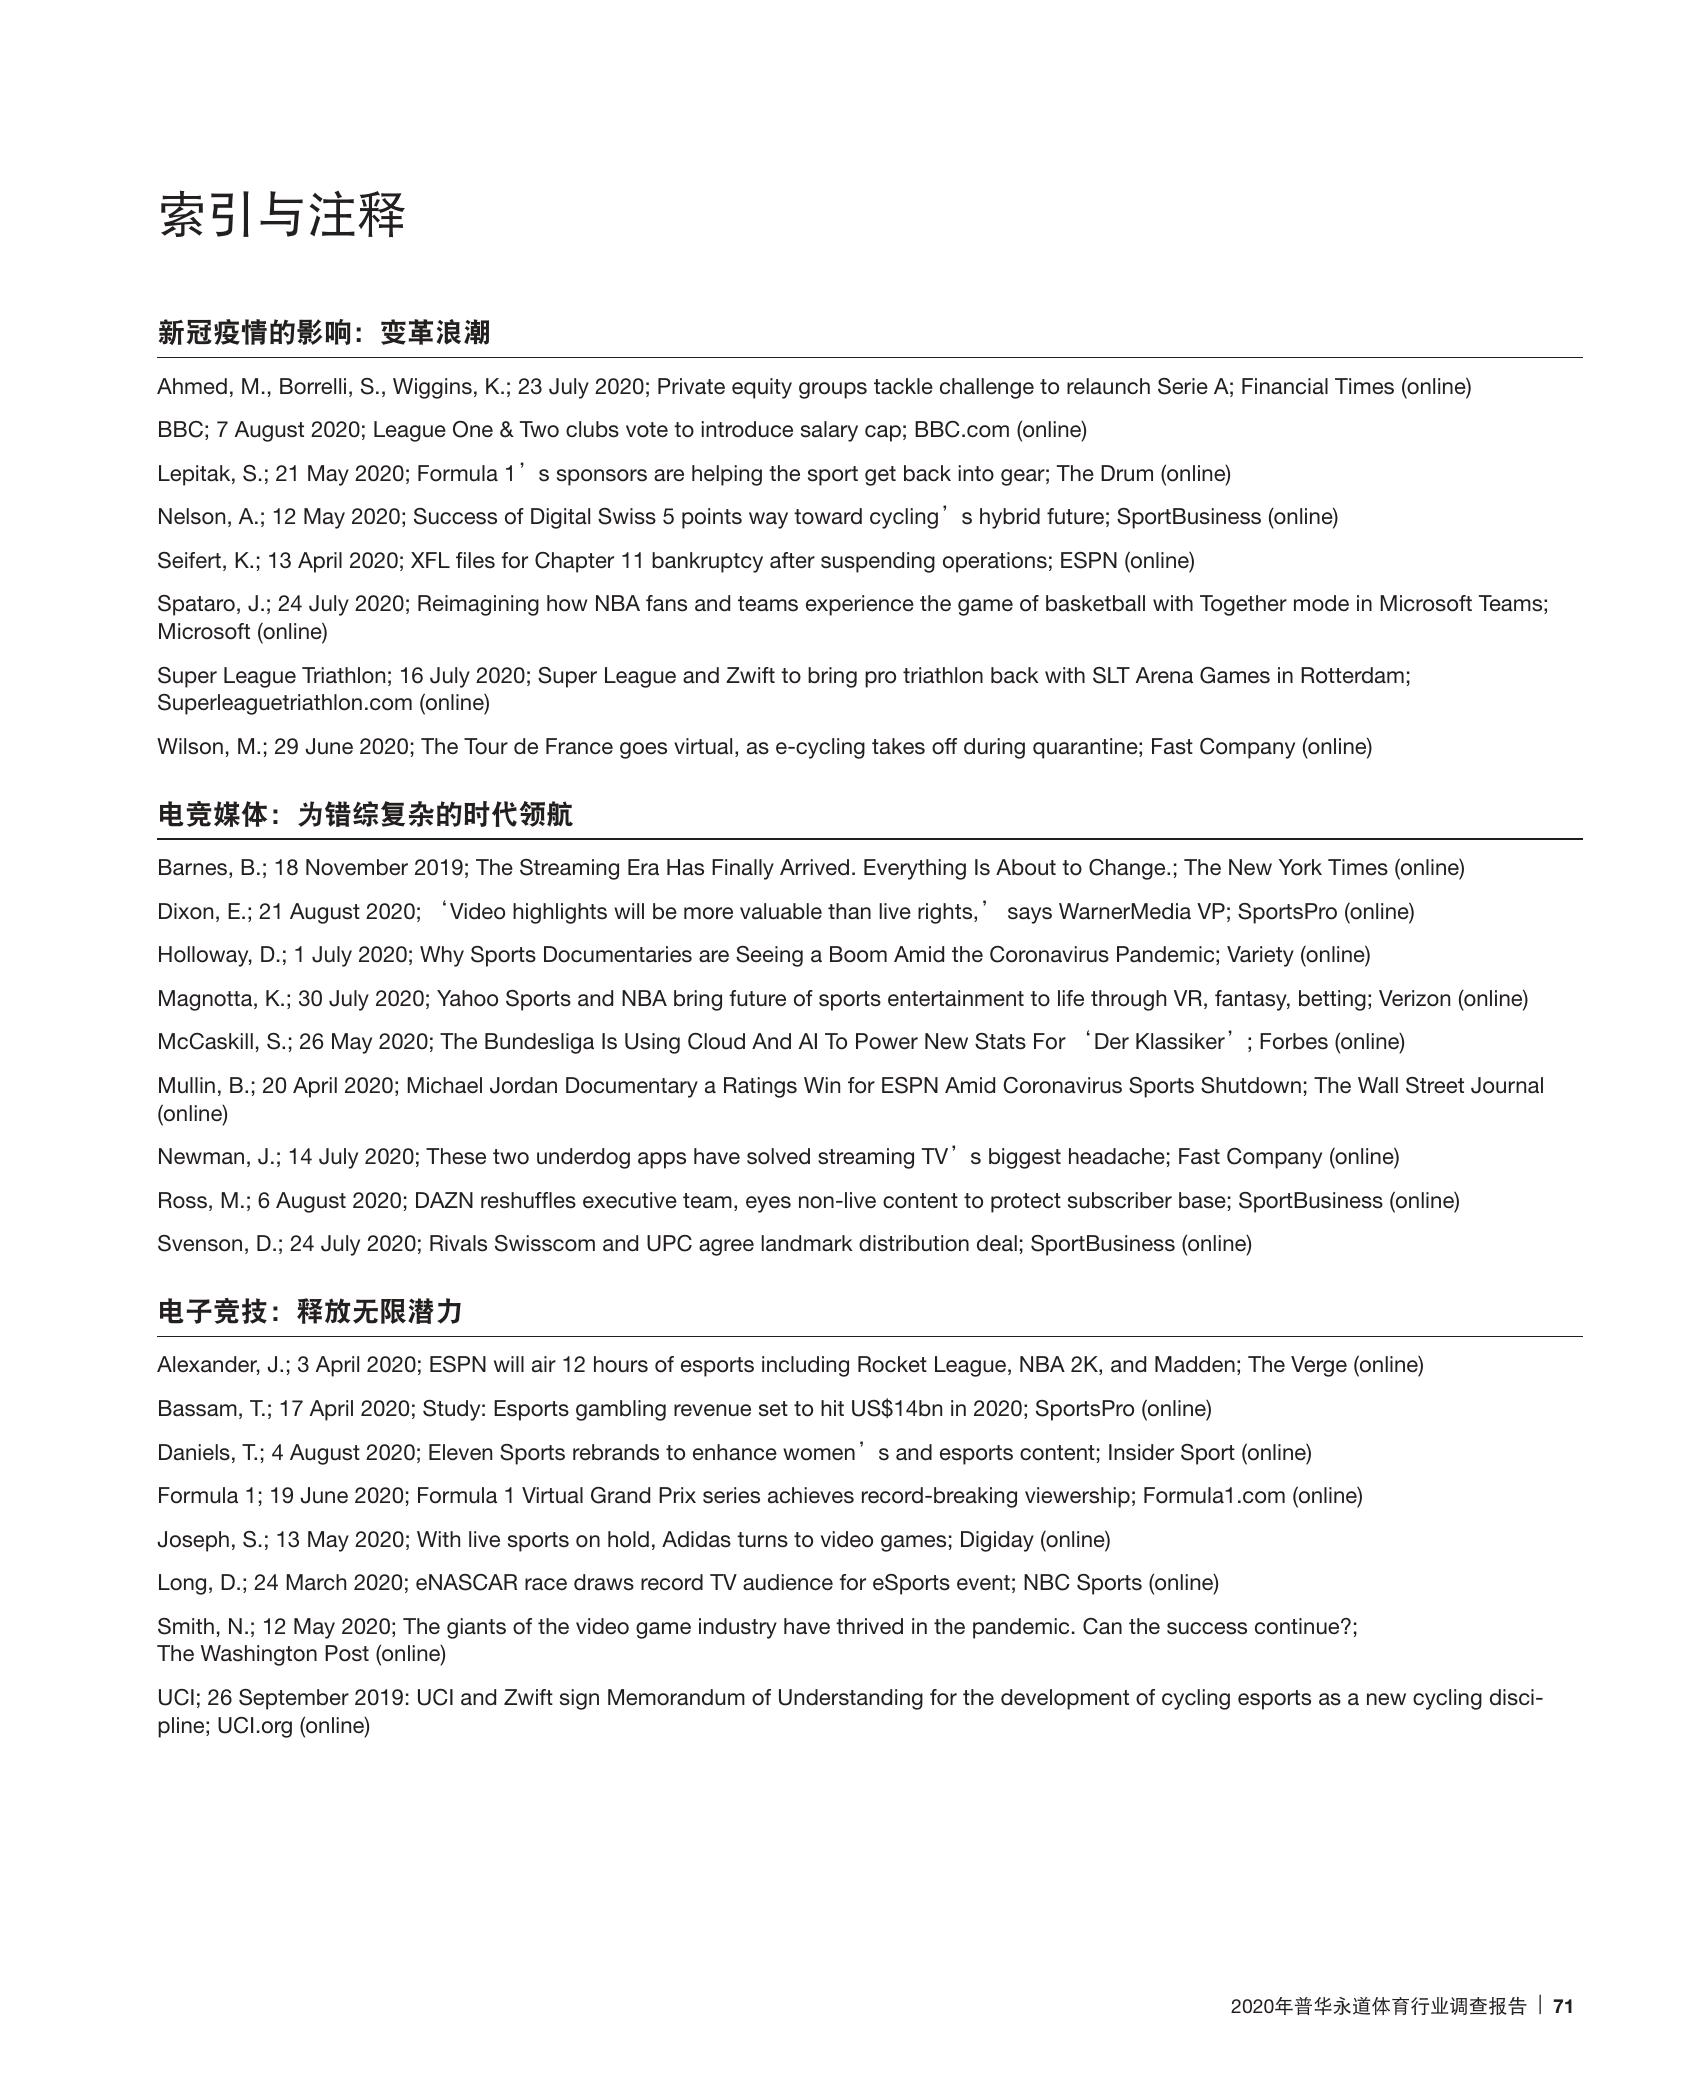 索引与注释
新冠疫情的影响：变革浪潮
Ahmed, M., Borrelli, S., Wiggins, K.; 23 July 2020; Private equity groups tackle challenge to relaunch Serie A; Financial Times (online)
BBC; 7 August 2020; League One & Two clubs vote to introduce salary cap; BBC.com (online)
Lepitak, S.; 21 May 2020; Formula 1’s sponsors are helping the sport get back into gear; The Drum (online)
Nelson, A.; 12 May 2020; Success of Digital Swiss 5 points way toward cycling’s hybrid future; SportBusiness (online)
Seifert, K.; 13 April 2020; XFL files for Chapter 11 bankruptcy after suspending operations; ESPN (online)
Spataro, J.; 24 July 2020; Reimagining how NBA fans and teams experience the game of basketball with Together mode in Microsoft Teams;
Microsoft (online)
Super League Triathlon; 16 July 2020; Super League and Zwift to bring pro triathlon back with SLT Arena Games in Rotterdam;
Superleaguetriathlon.com (online)
Wilson, M.; 29 June 2020; The Tour de France goes virtual, as e-cycling takes off during quarantine; Fast Company (online)
电竞媒体：为错综复杂的时代领航
Barnes, B.; 18 November 2019; The Streaming Era Has Finally Arrived. Everything Is About to Change.; The New York Times (online)
Dixon, E.; 21 August 2020; ‘Video highlights will be more valuable than live rights,’ says WarnerMedia VP; SportsPro (online)
Holloway, D.; 1 July 2020; Why Sports Documentaries are Seeing a Boom Amid the Coronavirus Pandemic; Variety (online)
Magnotta, K.; 30 July 2020; Yahoo Sports and NBA bring future of sports entertainment to life through VR, fantasy, betting; Verizon (online)
McCaskill, S.; 26 May 2020; The Bundesliga Is Using Cloud And AI To Power New Stats For ‘Der Klassiker’; Forbes (online)
Mullin, B.; 20 April 2020; Michael Jordan Documentary a Ratings Win for ESPN Amid Coronavirus Sports Shutdown; The Wall Street Journal
(online)
Newman, J.; 14 July 2020; These two underdog apps have solved streaming TV’s biggest headache; Fast Company (online)
Ross, M.; 6 August 2020; DAZN reshuffles executive team, eyes non-live content to protect subscriber base; SportBusiness (online)
Svenson, D.; 24 July 2020; Rivals Swisscom and UPC agree landmark distribution deal; SportBusiness (online)
电子竞技：释放无限潜力
Alexander, J.; 3 April 2020; ESPN will air 12 hours of esports including Rocket League, NBA 2K, and Madden; The Verge (online)
Bassam, T.; 17 April 2020; Study: Esports gambling revenue set to hit US$14bn in 2020; SportsPro (online)
Daniels, T.; 4 August 2020; Eleven Sports rebrands to enhance women’s and esports content; Insider Sport (online)
Formula 1; 19 June 2020; Formula 1 Virtual Grand Prix series achieves record-breaking viewership; Formula1.com (online)
Joseph, S.; 13 May 2020; With live sports on hold, Adidas turns to video games; Digiday (online)
Long, D.; 24 March 2020; eNASCAR race draws record TV audience for eSports event; NBC Sports (online)
Smith, N.; 12 May 2020; The giants of the video game industry have thrived in the pandemic. Can the success continue?;
The Washington Post (online)
UCI; 26 September 2019: UCI and Zwift sign Memorandum of Understanding for the development of cycling esports as a new cycling disci-
pline; UCI.org (online)
2020年普华永道体育行业调查报告 | 71